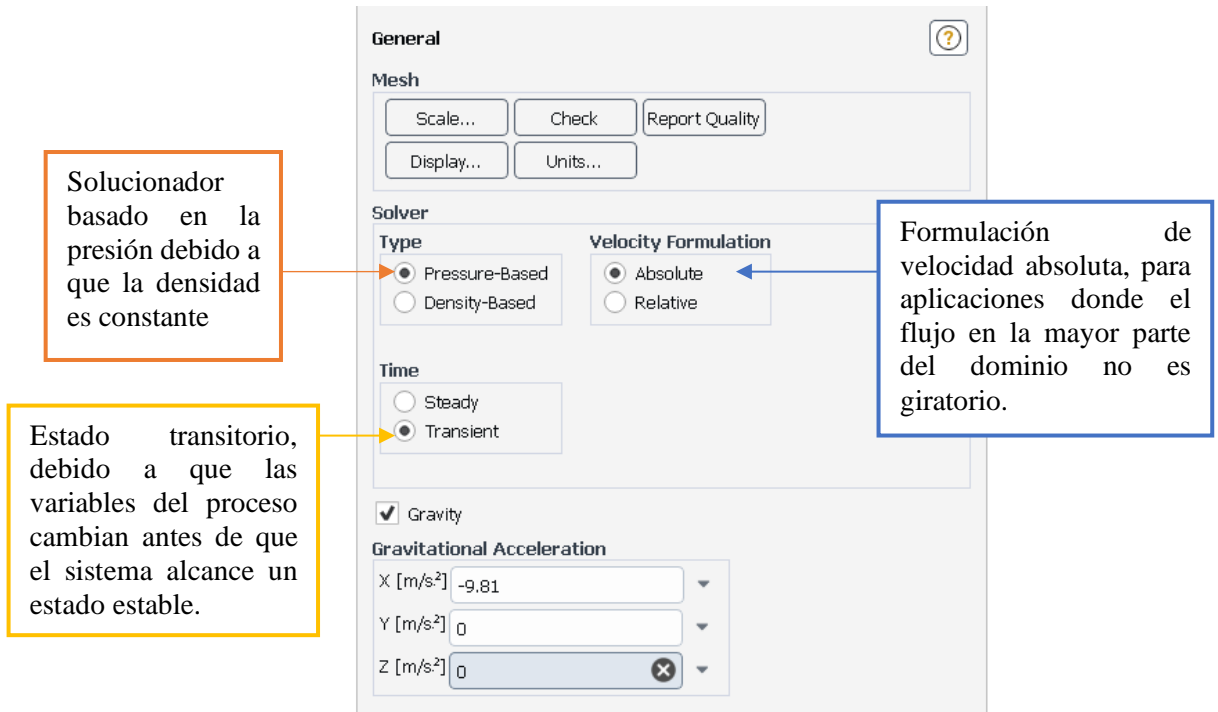 General
?
Mesh
Scale...
Check
Report Quality
Display...
Units...
Solver
Type
Pressure-Based
Density-Based
Velocity Formulation
Absolute
Relative
Time
Steady
Transient
Gravity
Gravitational Acceleration
X [m/s²] -9.81
Y [m/s²] 0
Z [m/s²] 0
Solucionador
basado en la
presión debido a
que la densidad
es constante
Formulación de
velocidad absoluta, para
aplicaciones donde el
flujo en la mayor parte
del dominio no es
giratorio.
Estado transitorio,
debido a que las
variables del proceso
cambian antes de que
el sistema alcance un
estado estable.